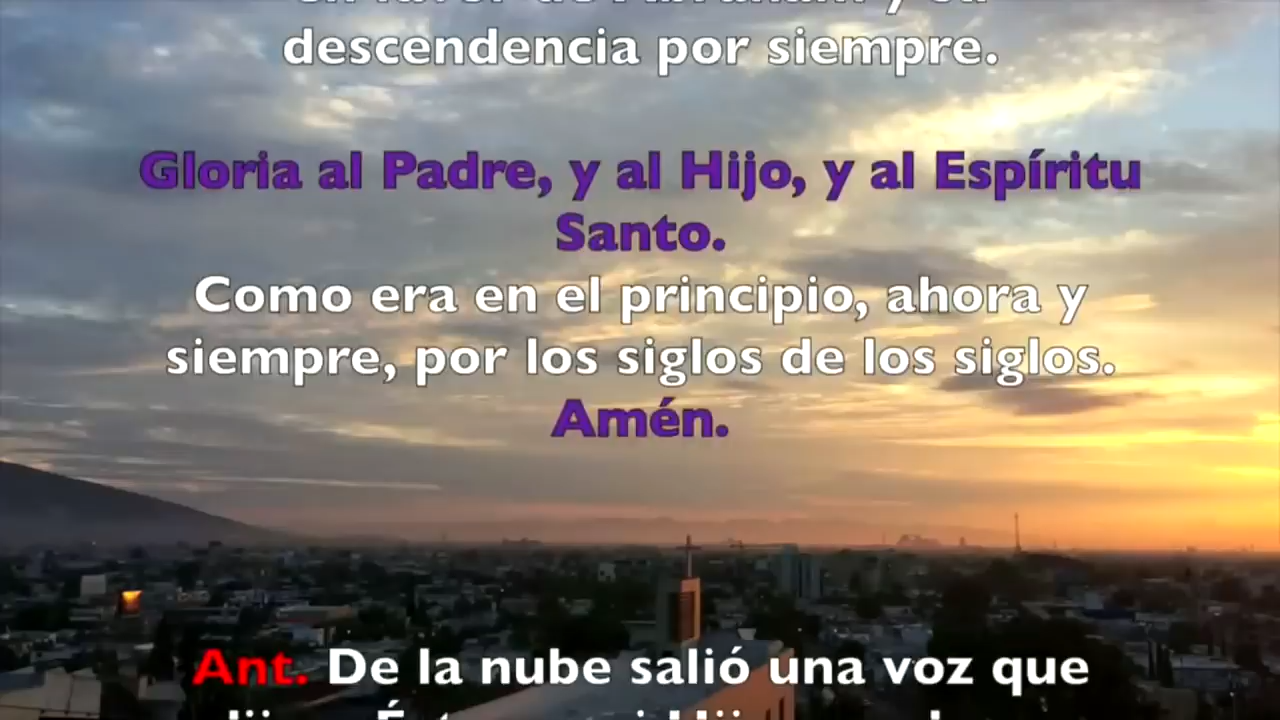 descendencia por siempre.
Gloria al Padre, y al Hijo, y al Espíritu
Santo.
Como era en el principio, ahora y
siempre, por los siglos de los siglos.
Amén.
Ant. De la nube salió una voz que